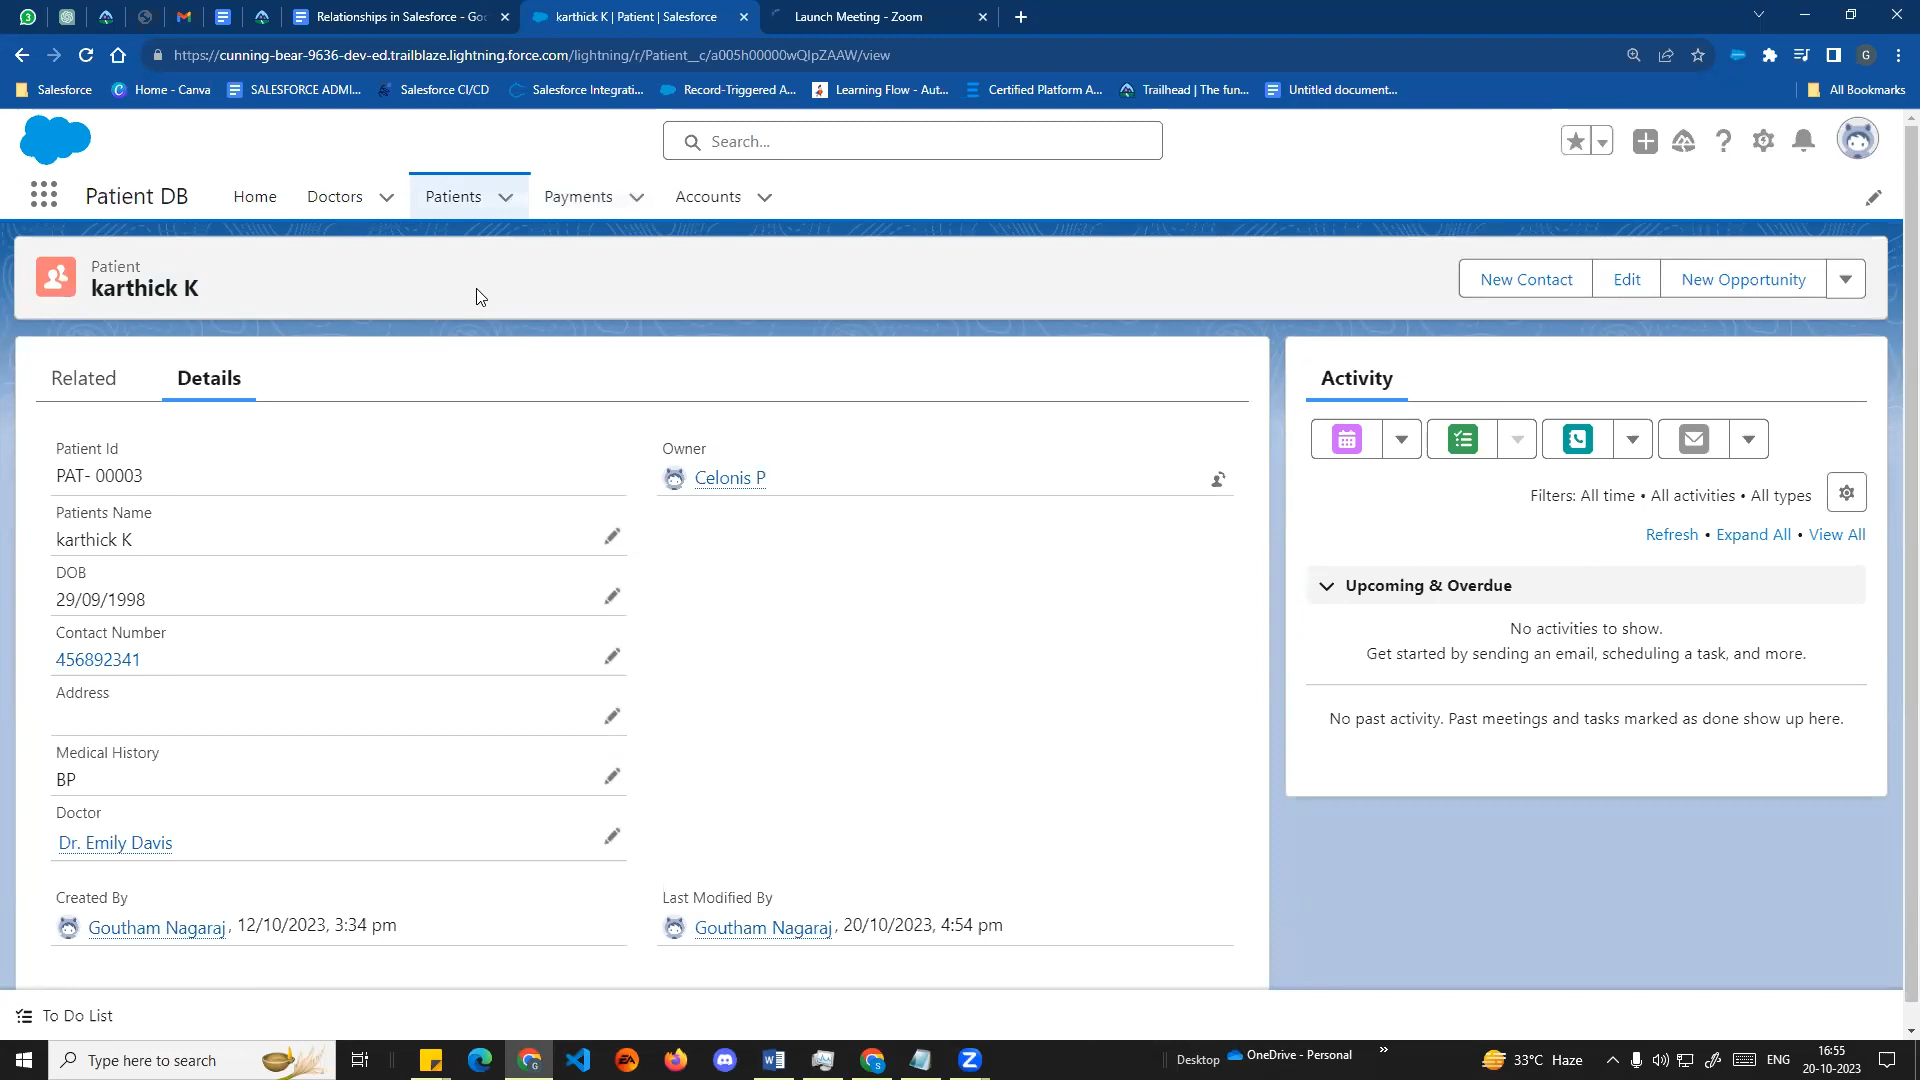 Relationships in Salesforce - Goo
karthick K | Patient | Salesforce
Launch Meeting - Zoom
https://cunning-bear-9636-dev-ed.trailblaze.lightning.force.com/lightning/r/Patient__c/a005h00000wQIpZAAW/view
G
Salesforce
Home - Canva
SALESFORCE ADMI...
Salesforce CI/CD
Salesforce Integrati...
Record-Triggered A...
Learning Flow - Aut...
Certified Platform A...
Trailhead | The fun...
Untitled document...
All Bookmarks
Search...
Patient DB
Home
Doctors
Patients
Payments
Accounts
Patient
karthick K
New Contact
Edit
New Opportunity
Related
Details
Patient Id
PAT- 00003
Patients Name
karthick K
DOB
29/09/1998
Contact Number
456892341
Address
Medical History
BP
Doctor
Dr. Emily Davis
Created By
Goutham Nagaraj, 12/10/2023, 3:34 pm
Owner
Celonis P
Last Modified By
Goutham Nagaraj, 20/10/2023, 4:54 pm
Activity
Filters: All time • All activities • All types
Refresh • Expand All • View All
Upcoming & Overdue
No activities to show.
Get started by sending an email, scheduling a task, and more.
No past activity. Past meetings and tasks marked as done show up here.
To Do List
Type here to search
Desktop
OneDrive - Personal
33°C Haze
ENG
16:55
20-10-2023